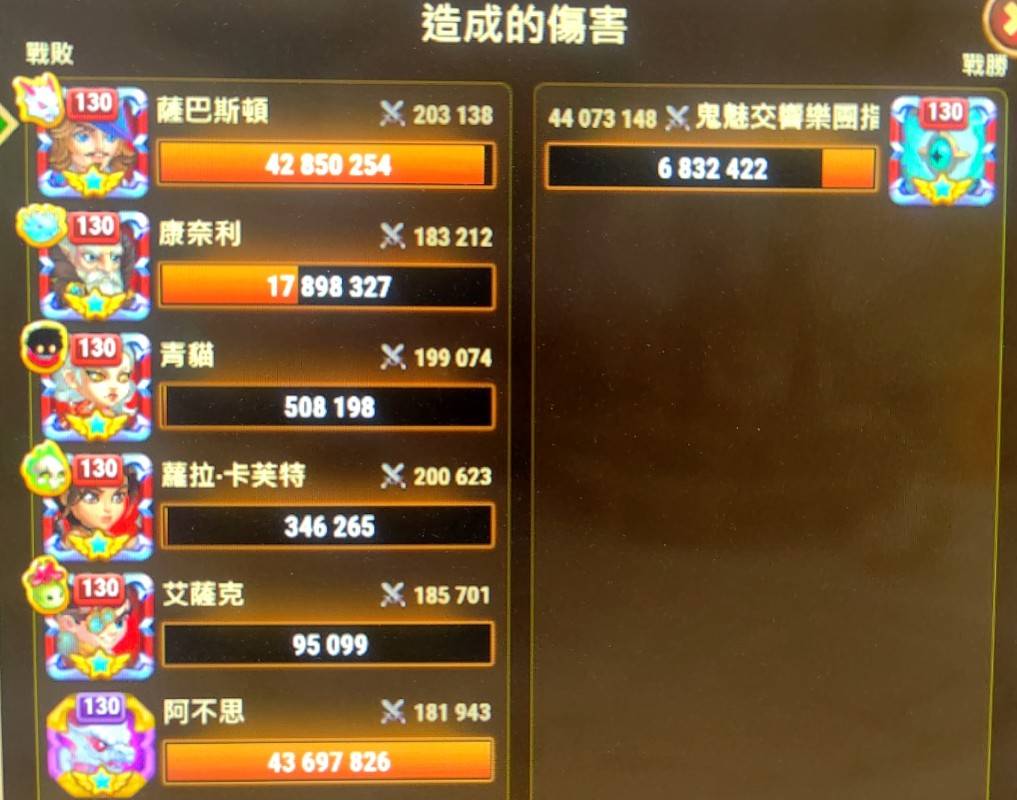 造成的傷害
戰敗
戰勝
130 薩巴斯頓 203 138
42 850 254
130 康奈利 183 212
17 898 327
130 青貓 199 074
508 198
130 蘿拉·卡芙特 200 623
346 265
130 艾薩克 185 701
95 099
130 阿不思 181 943
43 697 826
44 073 148 鬼魅交響樂團指 130
6 832 422